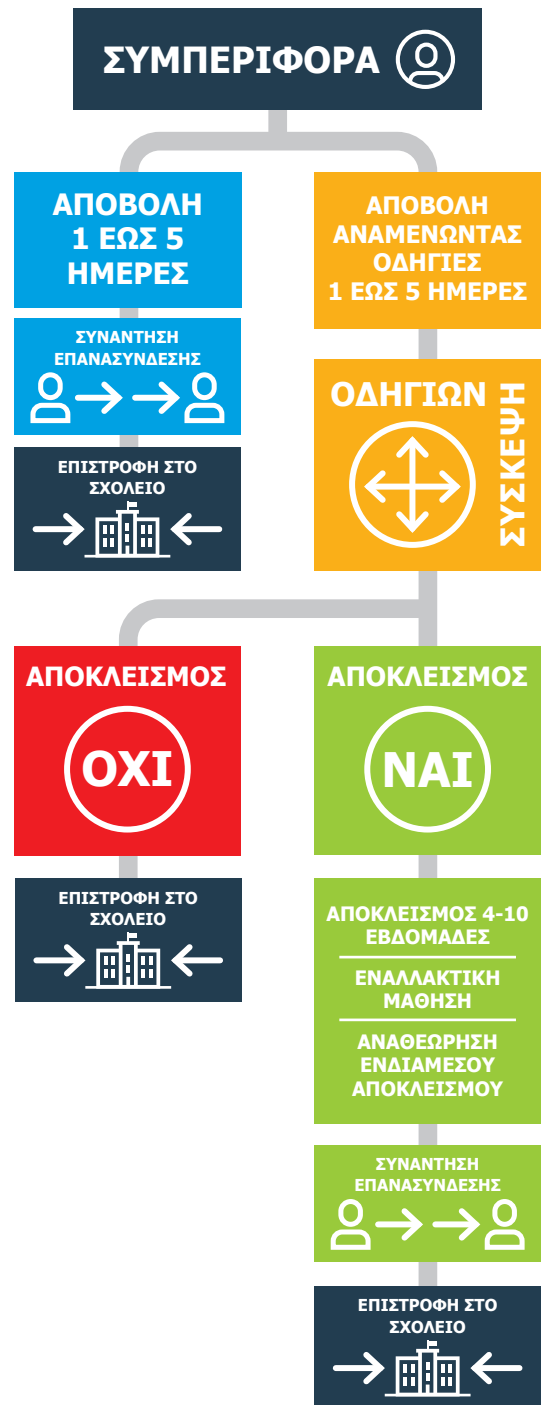 ΣΥΜΠΕΡΙΦΟΡΑ
ΑΠΟΒΟΛΗ
1 ΕΩΣ 5
ΗΜΕΡΕΣ
ΣΥΝΑΝΤΗΣΗ
ΕΠΑΝΑΣΥΝΔΕΣΗΣ
ΕΠΙΣΤΡΟΦΗ ΣΤΟ
ΣΧΟΛΕΙΟ
ΑΠΟΒΟΛΗ
ΑΝΑΜΕΝΩΝΤΑΣ
ΟΔΗΓΙΕΣ
1 ΕΩΣ 5 ΗΜΕΡΕΣ
ΟΔΗΓΙΩΝ
ΣΥΣΚΕΨΗ
ΑΠΟΚΛΕΙΣΜΟΣ
ΟΧΙ
ΕΠΙΣΤΡΟΦΗ ΣΤΟ
ΣΧΟΛΕΙΟ
ΑΠΟΚΛΕΙΣΜΟΣ
ΝΑΙ
ΑΠΟΚΛΕΙΣΜΟΣ 4-10
ΕΒΔΟΜΑΔΕΣ
ΕΝΑΛΛΑΚΤΙΚΗ
ΜΑΘΗΣΗ
ΑΝΑΘΕΩΡΗΣΗ
ΕΝΔΙΑΜΕΣΟΥ
ΑΠΟΚΛΕΙΣΜΟΥ
ΣΥΝΑΝΤΗΣΗ
ΕΠΑΝΑΣΥΝΔΕΣΗΣ
ΕΠΙΣΤΡΟΦΗ ΣΤΟ
ΣΧΟΛΕΙΟ